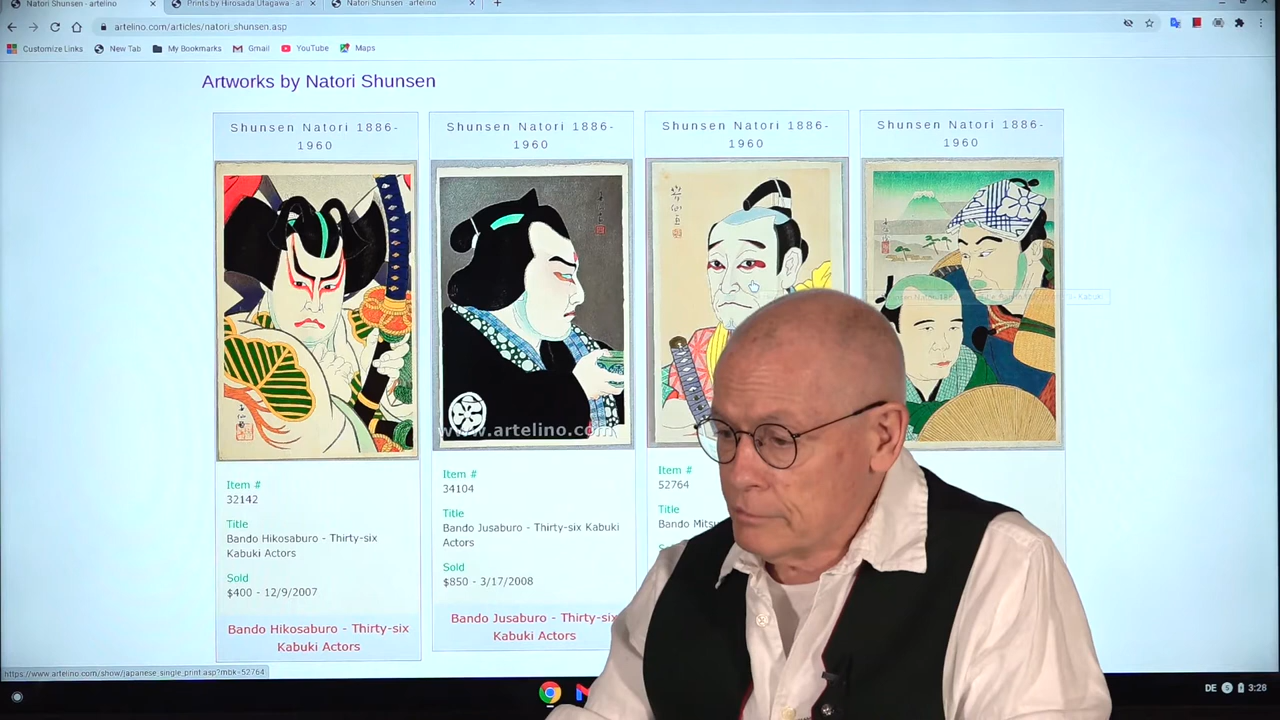 Natori Shunsen - artelino
Prints by Hirosada Utagawa - ar
Natori Shunsen artelino
artelino.com/articles/natori_shunsen.asp
Customize Links
New Tab
My Bookmarks
Gmail
YouTube
Maps
Artworks by Natori Shunsen
Shunsen Natori 1886-
1960
Shunsen Natori 1886-
1960
Shunsen Natori 1886-
1960
Shunsen Natori 1886-
1960
www.artelino.com
Item #
32142
Title
Bando Hikosaburo - Thirty-six
Kabuki Actors
Sold
$400 - 12/9/2007
Bando Hikosaburo - Thirty-six
Kabuki Actors
Item #
34104
Title
Bando Jusaburo - Thirty-six Kabuki
Actors
Sold
$850 - 3/17/2008
Bando Jusaburo - Thirty-six
Kabuki Actors
Item #
52764
Title
Bando Mitsu
https://www.artelino.com/show/japanese_single_print.asp?mbk=52764
DE
3:28